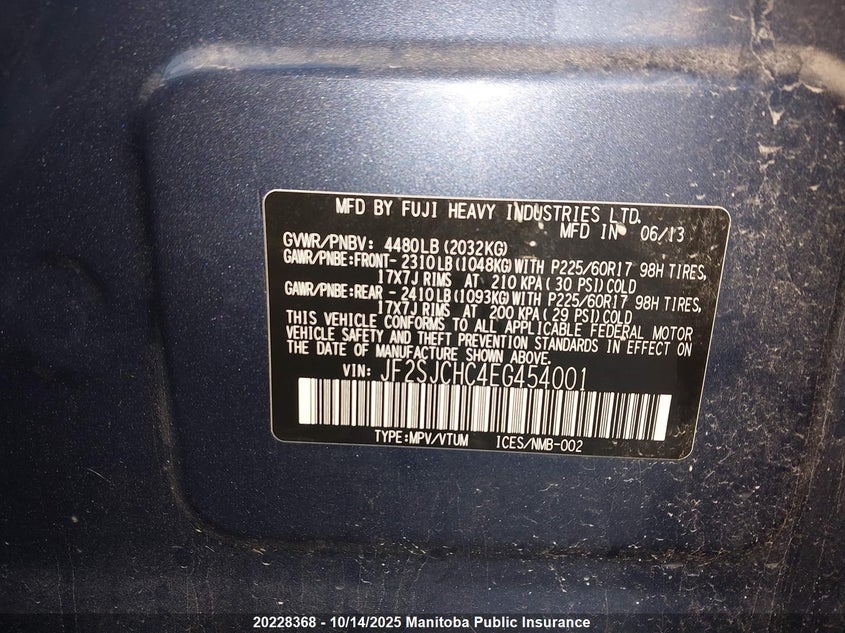 MFD BY FUJI HEAVY INDUSTRIES LTD.
MFD IN 06/13
GVWR/PNBV: 4480LB (2032KG)
GAWR/PNBE:FRONT- 2310LB (1048KG) WITH P225/60R17 98H TIRES,
17X7J RIMS AT 210 KPA( 30 PSI)COLD
GAWR/PNBE:REAR - 2410LB (1093KG) WITH P225/60R17 98H TIRES,
17X7J RIMS AT 200 KPA( 29 PSI)COLD
THIS VEHICLE CONFORMS TO ALL APPLICABLE FEDERAL MOTOR
VEHICLE SAFETY AND THEFT PREVENTION STANDARDS IN EFFECT ON
THE DATE OF MANUFACTURE SHOWN ABOVE.
VIN: JF2SJCHC4EG454001
TYPE:MPV/VTUM ICES/NMB-002
20228368 - 10/14/2025 Manitoba Public Insurance